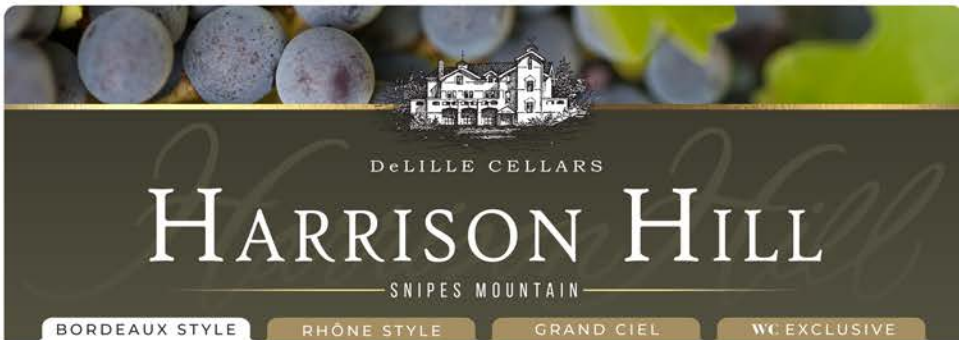 DeLILLE CELLARS
HARRISON HILL
SNIPES MOUNTAIN
BORDEAUX STYLE RHÔNE STYLE GRAND CIEL WC EXCLUSIVE